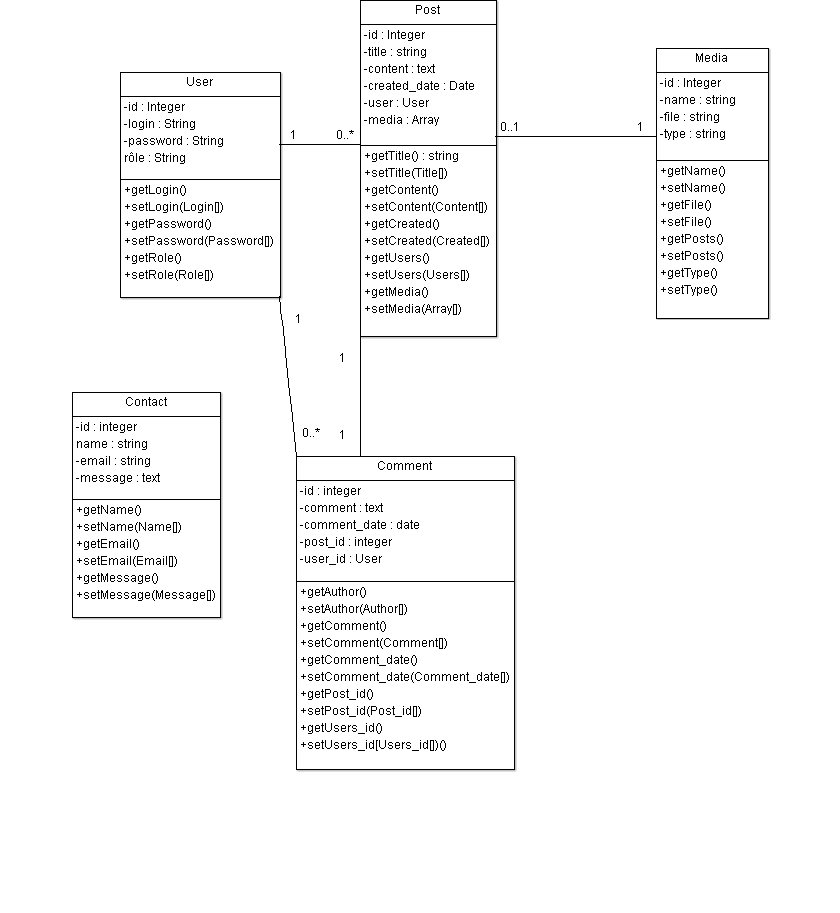 Post
-id : Integer
-title : string
-content : text
-created_date : Date
-user : User
-media : Array
+getTitle() : string
+setTitle(Title[])
+getContent()
+setContent(Content[])
+getCreated()
+setCreated(Created[])
+getUsers()
+setUsers(Users[])
+getMedia()
+setMedia(Array[])
Media
-id : Integer
-name : string
-file : string
-type : string
+getName()
+setName()
+getFile()
+setFile()
+getPosts()
+setPosts()
+getType()
+setType()
User
-id : Integer
-login : String
-password : String
rôle : String
+getLogin()
+setLogin(Login[])
+getPassword()
+setPassword(Password[])
+getRole()
+setRole(Role[])
1
0..*
0..1
1
1
1
0..*
1
Contact
-id : integer
name : string
-email : string
-message : text
+getName()
+setName(Name[])
+getEmail()
+setEmail(Email[])
+getMessage()
+setMessage(Message[])
Comment
-id : integer
-comment : text
-comment_date : date
-post_id : integer
-user_id : User
+getAuthor()
+setAuthor(Author[])
+getComment()
+setComment(Comment[])
+getComment_date()
+setComment_date(Comment_date[])
+getPost_id()
+setPost_id(Post_id[])
+getUsers_id()
+setUsers_id[Users_id[])()